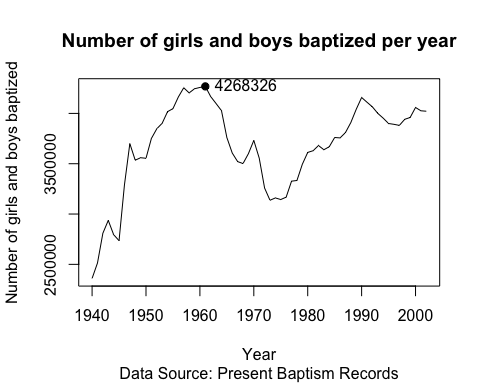 Number of girls and boys baptized per year
4268326
Number of girls and boys baptized
3500000
2500000
1940 1950 1960 1970 1980 1990 2000
Year
Data Source: Present Baptism Records